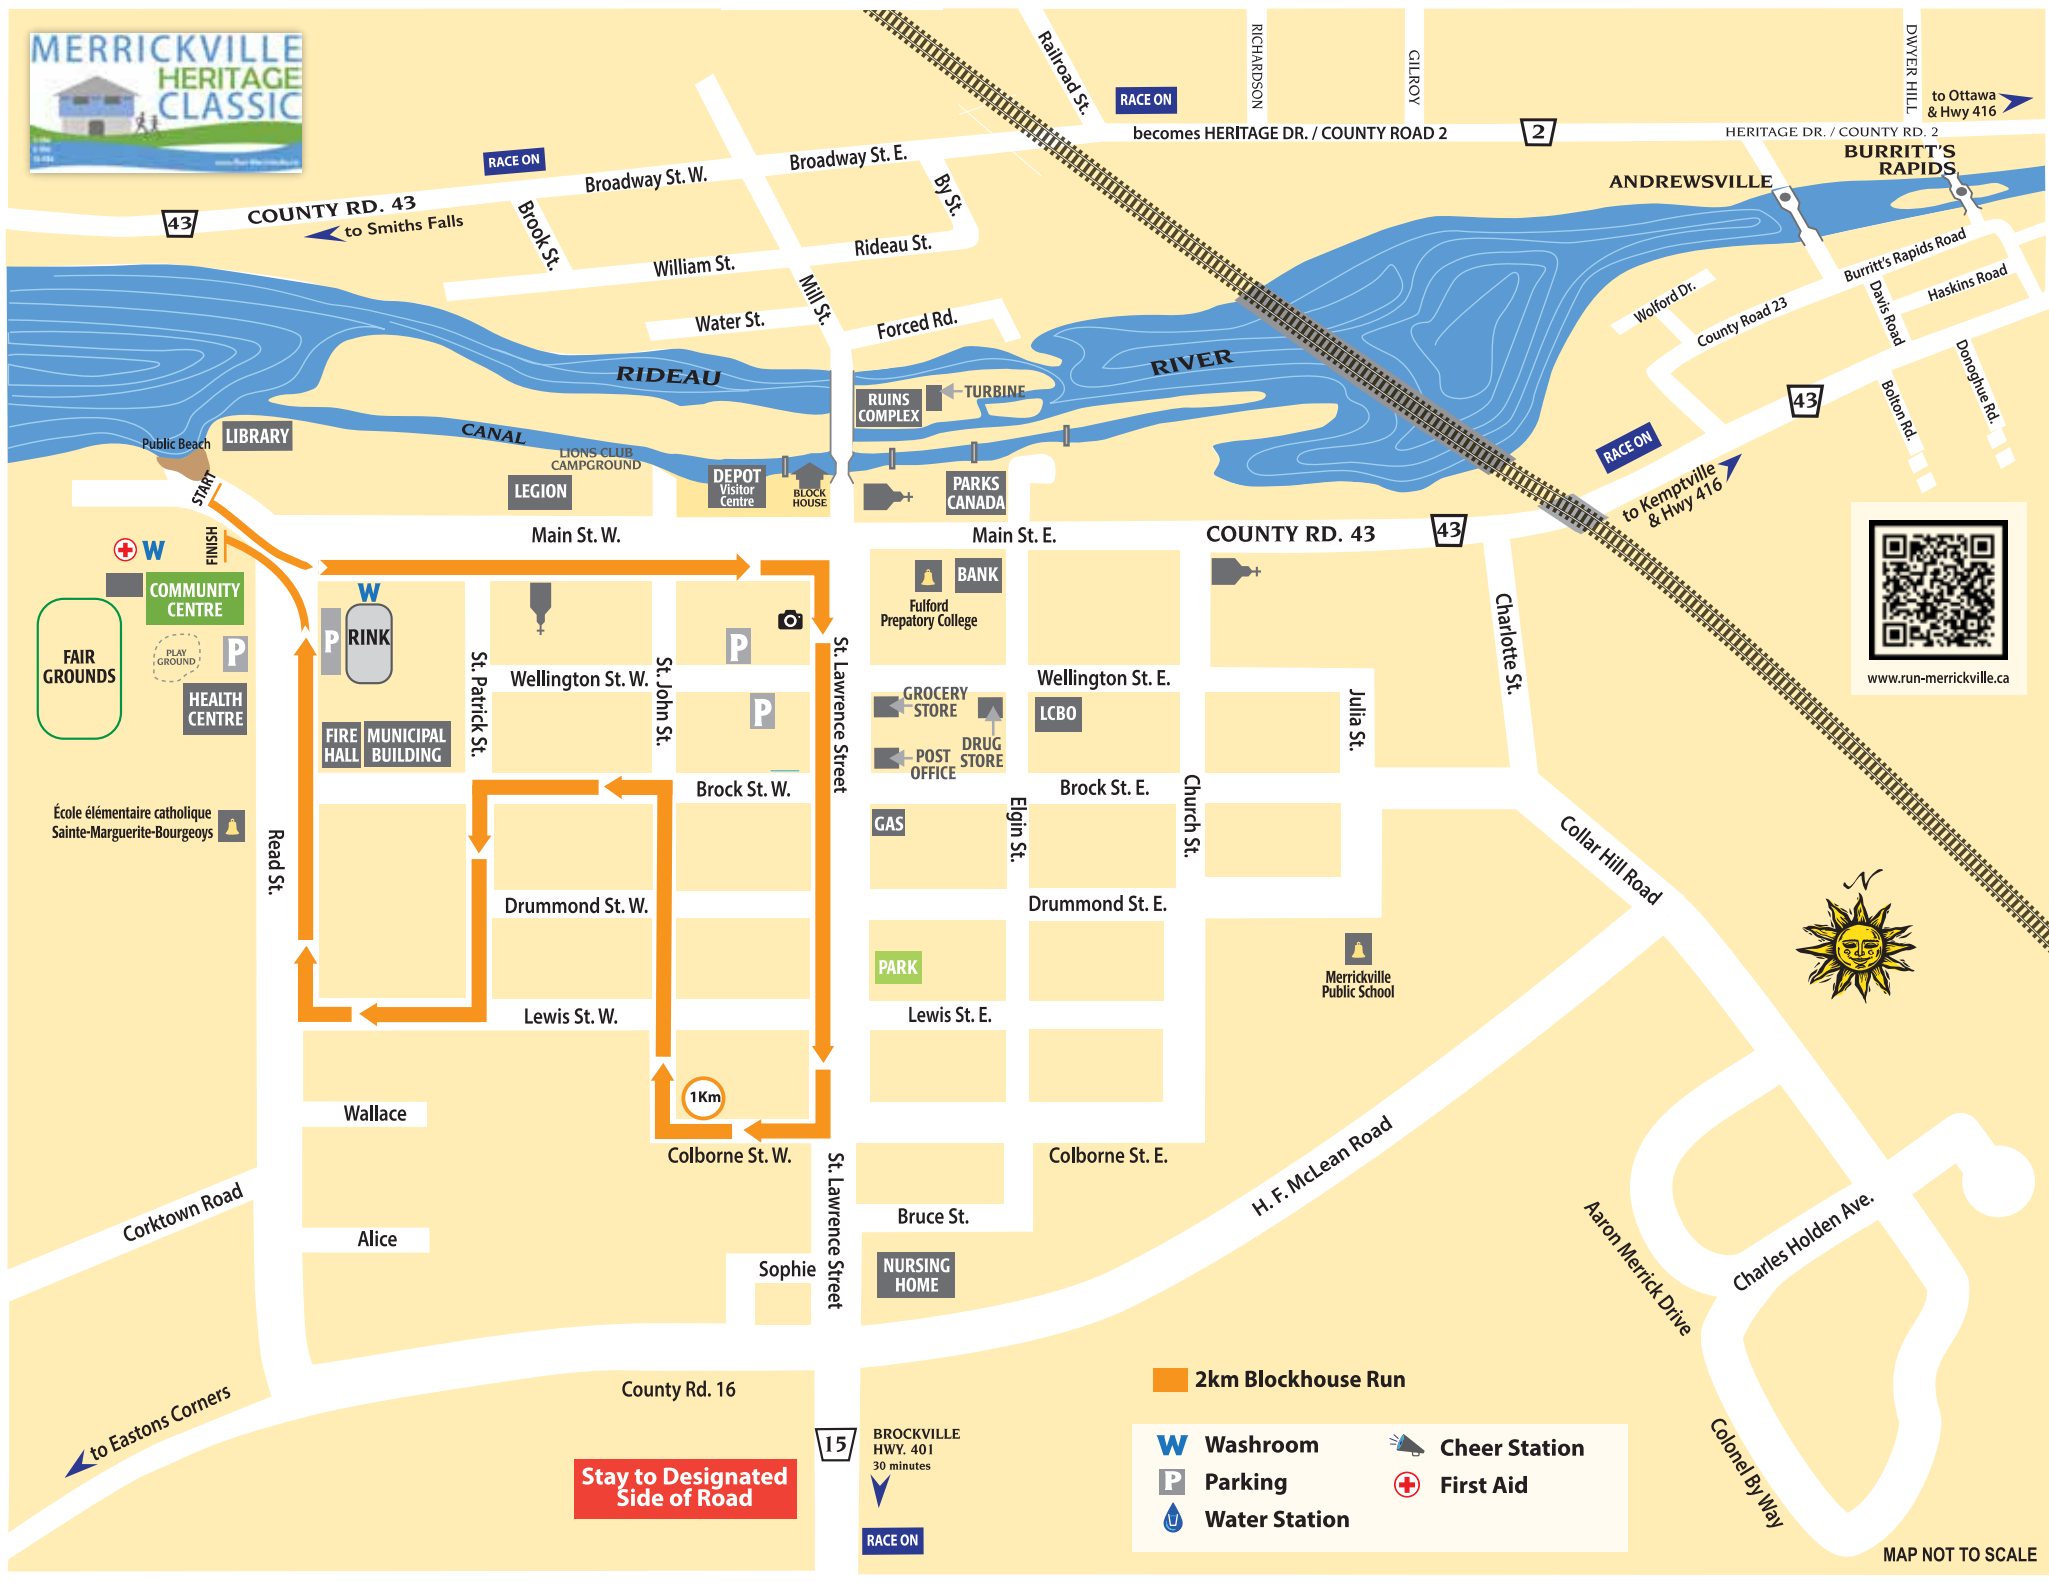 MERRICKVILLE
HERITAGE
CLASSIC
RACE ON
Railroad St.
RICHARDSON
GILROY
DWYER HILL
to Ottawa
& Hwy 416
becomes HERITAGE DR. / COUNTY ROAD 2
2
HERITAGE DR. / COUNTY RD. 2
BURRITT'S
RAPIDS
ANDREWSVILLE
RACE ON
Broadway St. W.
Broadway St. E.
By St.
43
COUNTY RD. 43
to Smiths Falls
Brook St.
William St.
Rideau St.
Mill St.
Water St.
Forced Rd.
Wolford Dr.
Burritt's Rapids Road
Haskins Road
County Road 23
Davis Road
Donoghue Rd.
Bolton Rd.
43
RACE ON
to Kemptville
& Hwy 416
RIDEAU
RIVER
CANAL
RUINS
COMPLEX
TURBINE
Public Beach
LIBRARY
LIONS CLUB
CAMPGROUND
LEGION
DEPOT
Visitor
Centre
BLOCK
HOUSE
PARKS
CANADA
START
FINISH
Main St. W.
Main St. E.
COUNTY RD. 43
43
W
COMMUNITY
CENTRE
FAIR
GROUNDS
PLAY
GROUND
P
HEALTH
CENTRE
W
P
RINK
FIRE
HALL
MUNICIPAL
BUILDING
St. Patrick St.
Wellington St. W.
St. John St.
P
P
St. Lawrence Street
Fulford
Prepatory College
BANK
Wellington St. E.
GROCERY
STORE
DRUG
STORE
POST
OFFICE
LCBO
Julia St.
Charlotte St.
www.run-merrickville.ca
Brock St. W.
Brock St. E.
GAS
Elgin St.
Church St.
Collar Hill Road
École élémentaire catholique
Sainte-Marguerite-Bourgeoys
Read St.
Drummond St. W.
Drummond St. E.
N
PARK
Merrickville
Public School
Lewis St. W.
Lewis St. E.
1Km
Wallace
Colborne St. W.
Colborne St. E.
St. Lawrence Street
H. F. McLean Road
Corktown Road
Alice
Bruce St.
Sophie
NURSING
HOME
Aaron Merrick Drive
Charles Holden Ave.
Colonel By Way
County Rd. 16
to Eastons Corners
15
BROCKVILLE
HWY. 401
30 minutes
RACE ON
Stay to Designated
Side of Road
2km Blockhouse Run
W Washroom
P Parking
Water Station
Cheer Station
First Aid
MAP NOT TO SCALE